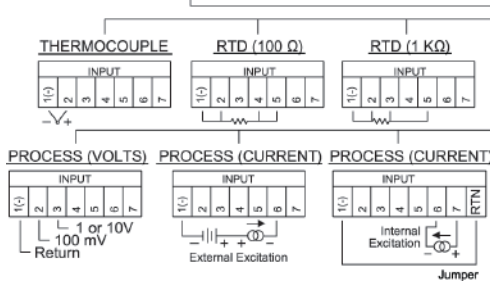 THERMOCOUPLE
INPUT
1(-) 2 3 4 5 6 7
- +
RTD (100 Ω)
INPUT
1(-) 2 3 4 5 6 7
RTD (1 KΩ)
INPUT
1(-) 2 3 4 5 6 7
PROCESS (VOLTS)
INPUT
1(-) 2 3 4 5 6 7
1 or 10V
100 mV
Return
PROCESS (CURRENT)
INPUT
1(-) 2 3 4 5 6 7
- + + -
External Excitation
PROCESS (CURRENT)
INPUT
1(-) 2 3 4 5 6 7 RTN
Internal
Excitation
- +
Jumper